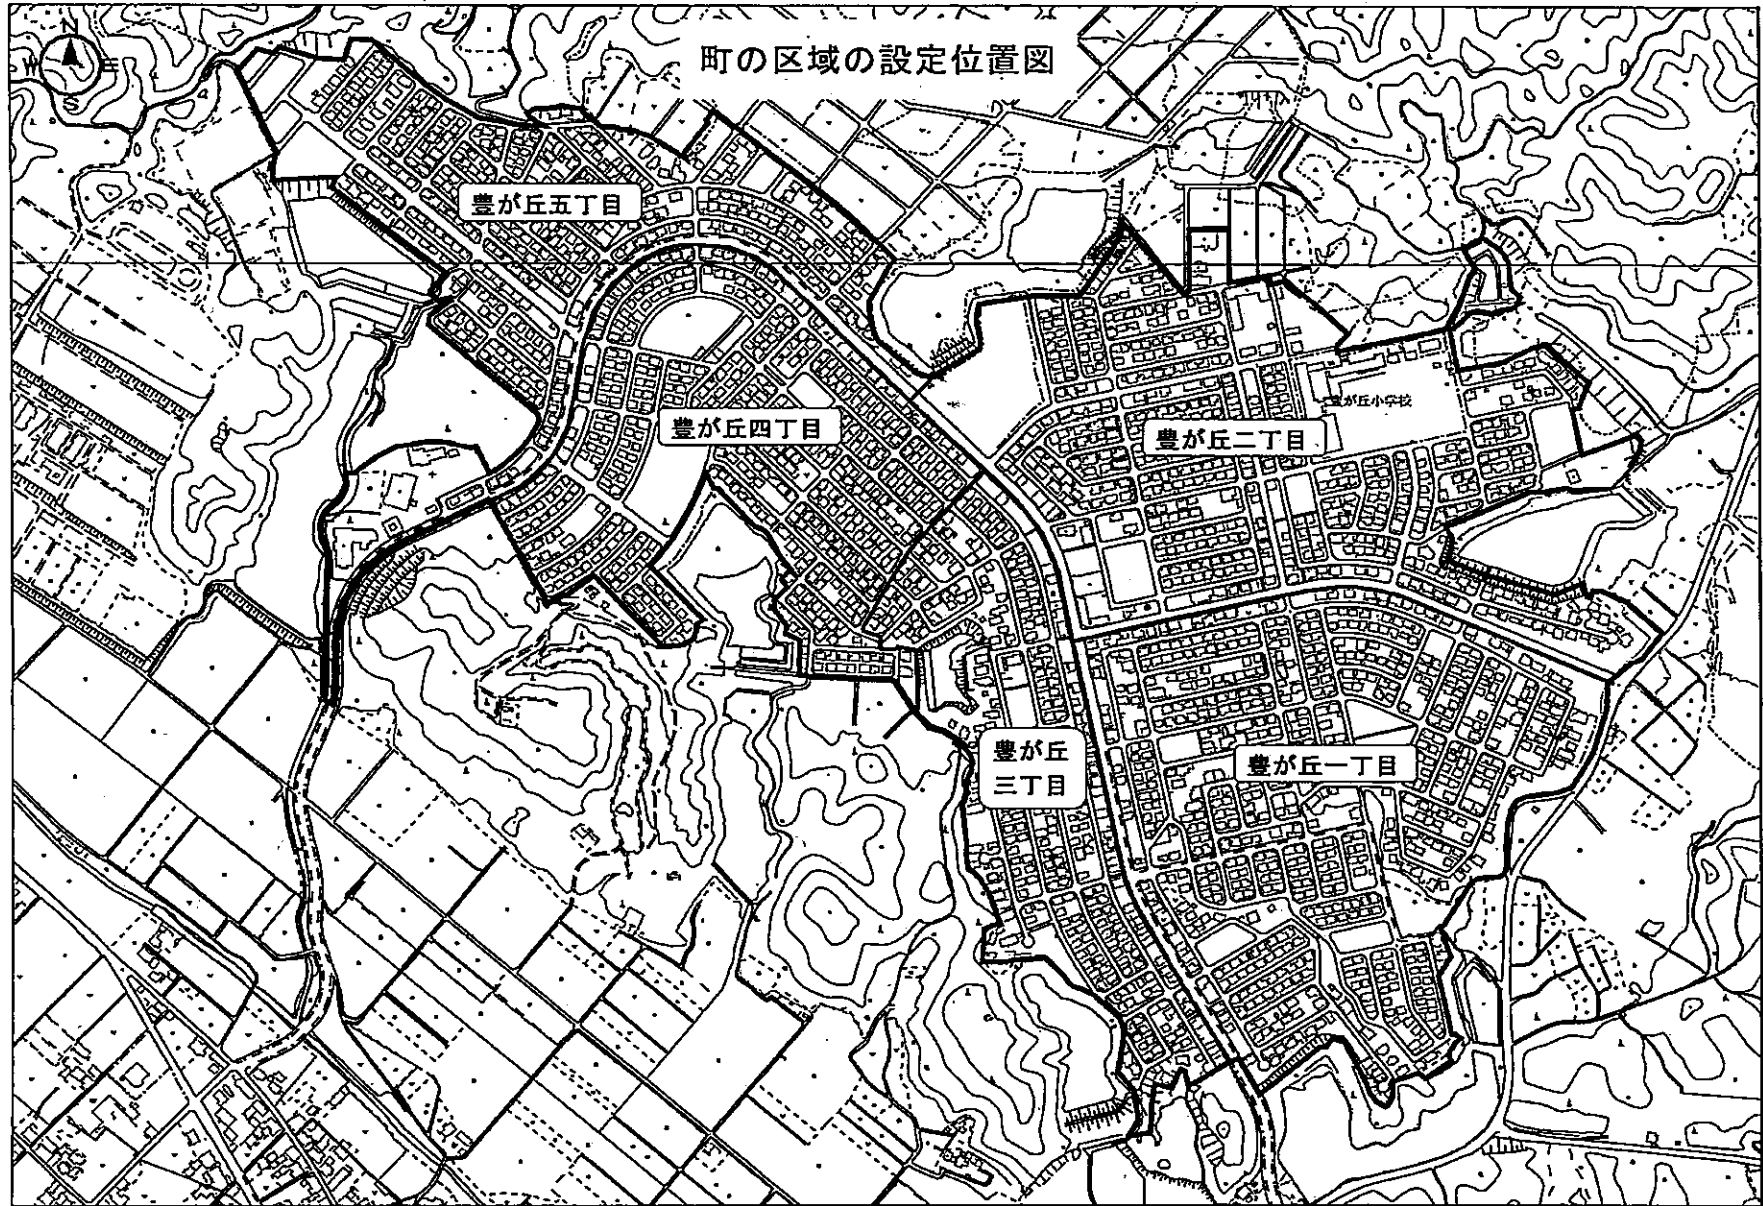 町の区域の設定位置図
N
W
E
S
豊が丘五丁目
豊が丘四丁目
豊が丘小学校
豊が丘二丁目
豊が丘
三丁目
豊が丘一丁目